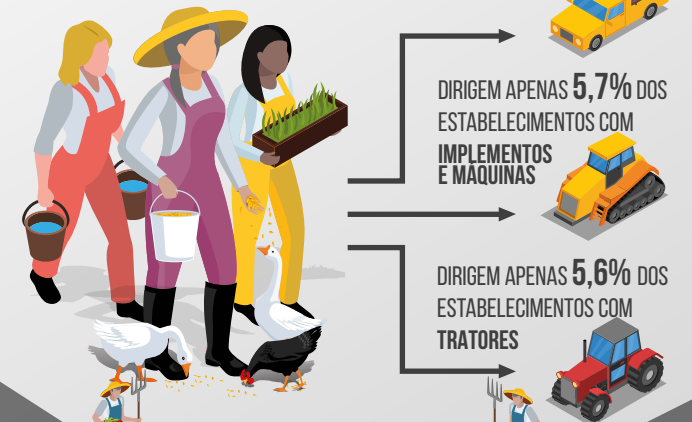 DIRIGEM APENAS 5,7% DOS
ESTABELECIMENTOS COM
IMPLEMENTOS
E MÁQUINAS
DIRIGEM APENAS 5,6% DOS
ESTABELECIMENTOS COM
TRATORES